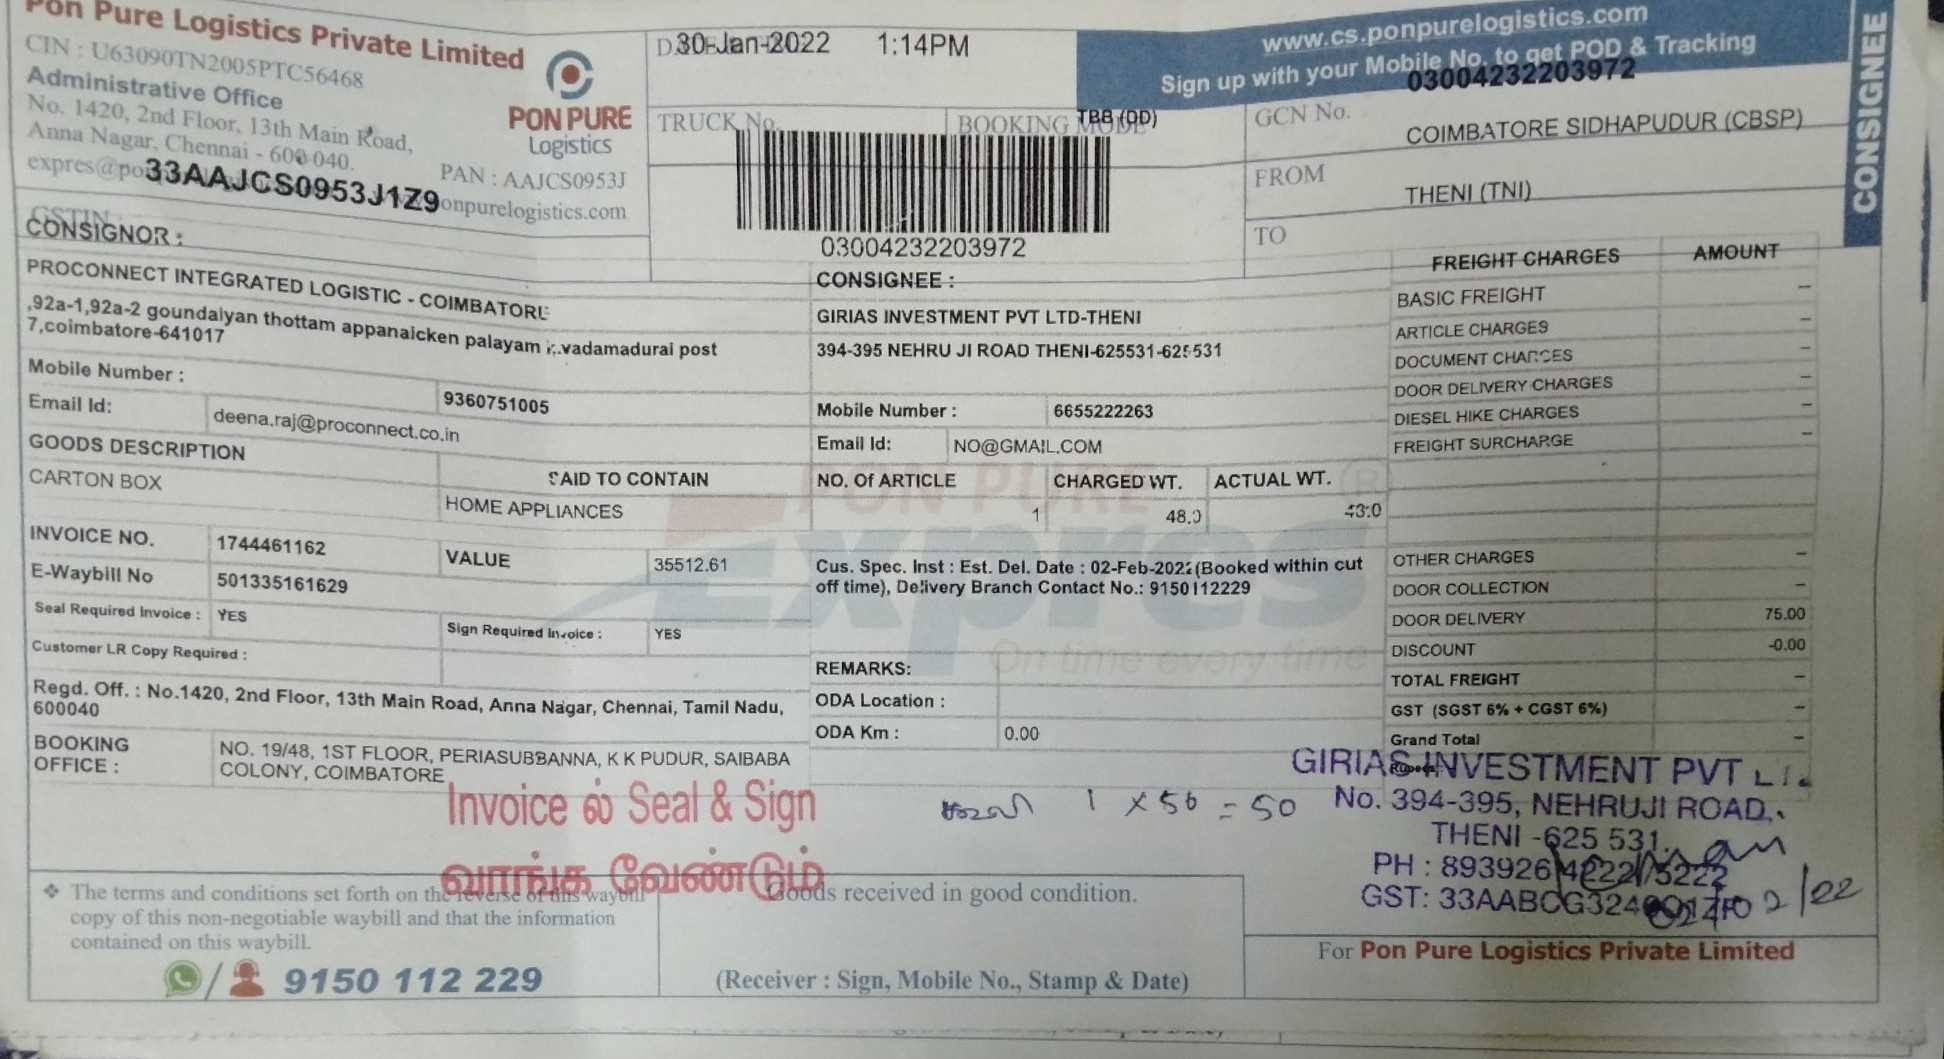 Pon Pure Logistics Private Limited
CIN : U63090TN2005PTC56468
Administrative Office
No. 1420, 2nd Floor, 13th Main Road,
Anna Nagar, Chennai - 600 040.
PAN : AAJCS0953J
33AAJCS0953J1Z9
onpurelogistics.com
GSTIN
PON PURE
Logistics
30-Jan-2022 1:14PM
TRUCK No.
BOOKING MODE TBB (DD)
03004232203972
www.cs.ponpurelogistics.com
Sign up with your Mobile No. to get POD & Tracking
03004232203972
GCN No.
COIMBATORE SIDHAPUDUR (CBSP)
FROM
THENI (TNI)
TO
CONSIGNEE
CONSIGNOR :
PROCONNECT INTEGRATED LOGISTIC - COIMBATORE
,92a-1,92a-2 goundaiyan thottam appanaicken palayam k.vadamadurai post
7,coimbatore-641017
Mobile Number :
9360751005
Email Id:
deena.raj@proconnect.co.in
CONSIGNEE :
GIRIAS INVESTMENT PVT LTD-THENI
394-395 NEHRU JI ROAD THENI-625531-625531
Mobile Number : 6655222263
Email Id: NO@GMAIL.COM
GOODS DESCRIPTION
SAID TO CONTAIN
NO. Of ARTICLE
CHARGED WT.
ACTUAL WT.
CARTON BOX
HOME APPLIANCES
1
48.0
43.0
INVOICE NO. 1744461162
VALUE 35512.61
E-Waybill No 501335161629
Seal Required Invoice : YES
Sign Required Invoice : YES
Customer LR Copy Required :
Cus. Spec. Inst : Est. Del. Date : 02-Feb-2022 (Booked within cut
off time), Delivery Branch Contact No.: 9150112229
PON PURE
Expres
On time every time
REMARKS:
ODA Location :
ODA Km : 0.00
Regd. Off. : No.1420, 2nd Floor, 13th Main Road, Anna Nagar, Chennai, Tamil Nadu,
600040
BOOKING
OFFICE :
NO. 19/48, 1ST FLOOR, PERIASUBBANNA, K K PUDUR, SAIBABA
COLONY, COIMBATORE
FREIGHT CHARGES AMOUNT
BASIC FREIGHT –
ARTICLE CHARGES –
DOCUMENT CHARGES –
DOOR DELIVERY CHARGES –
DIESEL HIKE CHARGES –
FREIGHT SURCHARGE –
OTHER CHARGES –
DOOR COLLECTION –
DOOR DELIVERY 75.00
DISCOUNT -0.00
TOTAL FREIGHT –
GST (SGST 6% + CGST 6%) –
Grand Total –
Invoice ல் Seal & Sign
வாங்க வேண்டும்
கூலி 1 x 50 = 50
GIRIAS INVESTMENT PVT
No. 394-395, NEHRUJI ROAD,
THENI -625 531.
PH : 893926 4222/5222
❖ The terms and conditions set forth on the reverse of this waybill
copy of this non-negotiable waybill and that the information
contained on this waybill.
9150 112 229
Goods received in good condition.
(Receiver : Sign, Mobile No., Stamp & Date)
For Pon Pure Logistics Private Limited